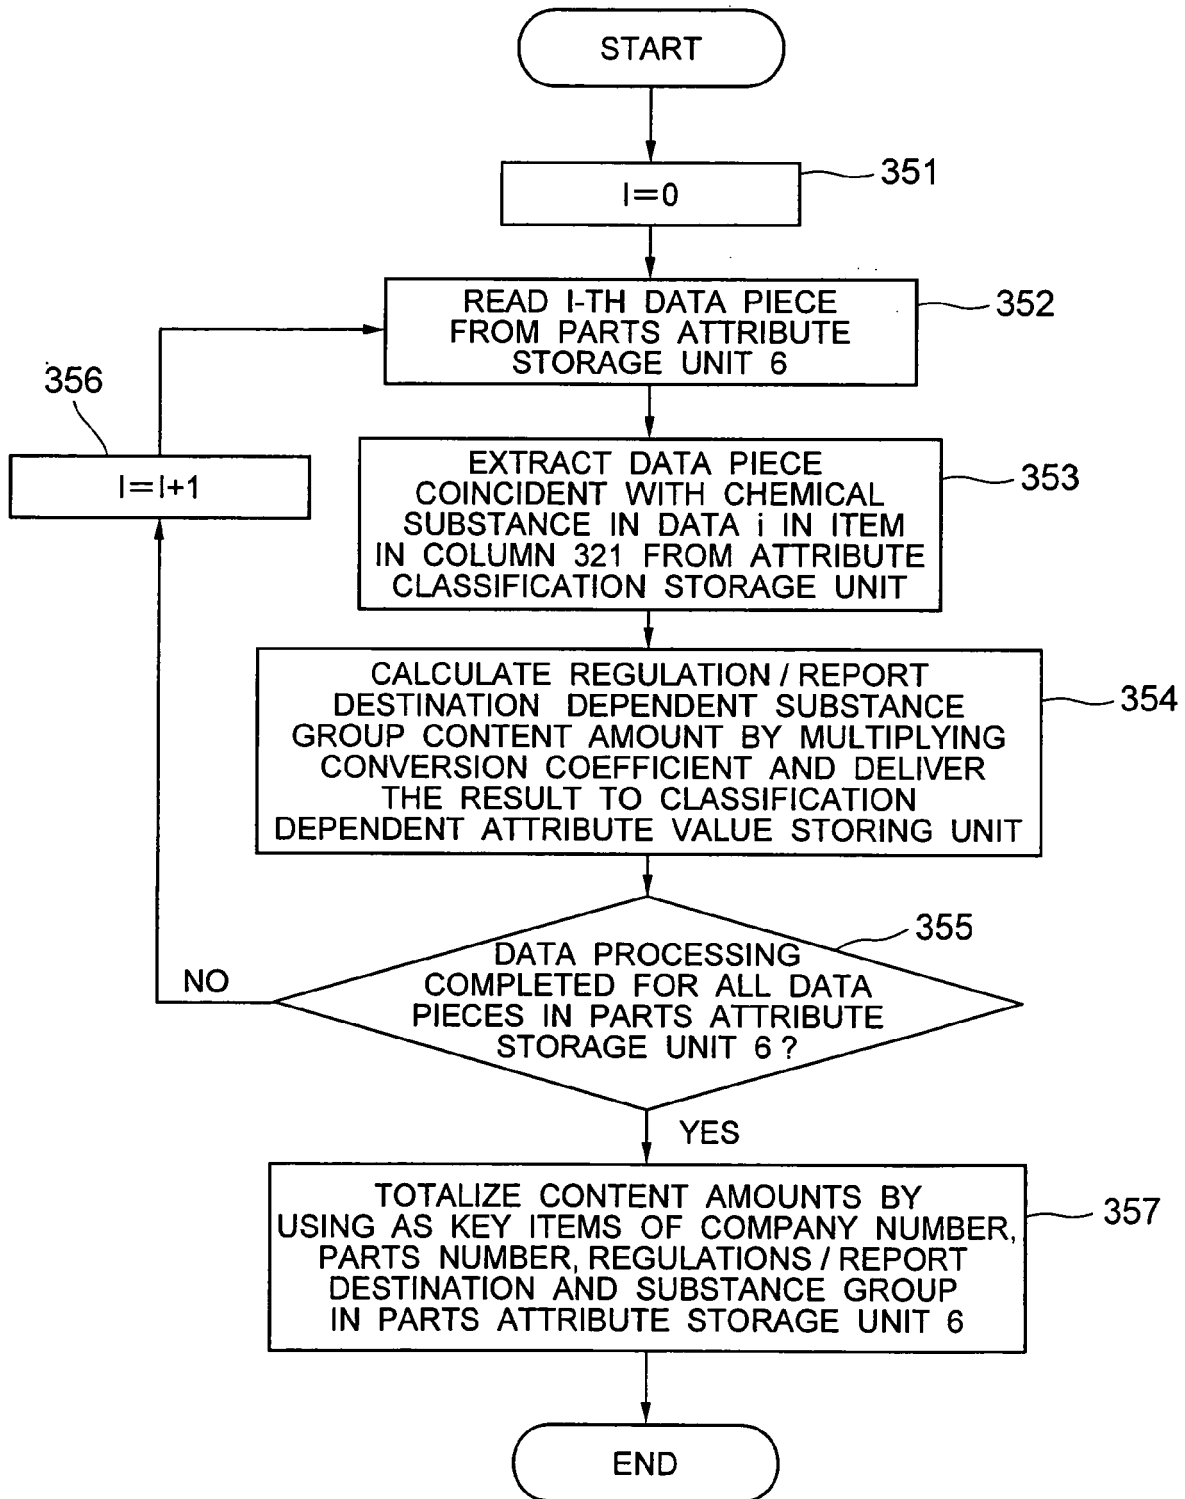 START
I=0
351
READ I-TH DATA PIECE
FROM PARTS ATTRIBUTE
STORAGE UNIT 6
352
356
I=I+1
EXTRACT DATA PIECE
COINCIDENT WITH CHEMICAL
SUBSTANCE IN DATA i IN ITEM
IN COLUMN 321 FROM ATTRIBUTE
CLASSIFICATION STORAGE UNIT
353
CALCULATE REGULATION / REPORT
DESTINATION DEPENDENT SUBSTANCE
GROUP CONTENT AMOUNT BY MULTIPLYING
CONVERSION COEFFICIENT AND DELIVER
THE RESULT TO CLASSIFICATION
DEPENDENT ATTRIBUTE VALUE STORING UNIT
354
DATA PROCESSING
COMPLETED FOR ALL DATA
PIECES IN PARTS ATTRIBUTE
STORAGE UNIT 6 ?
355
NO
YES
TOTALIZE CONTENT AMOUNTS BY
USING AS KEY ITEMS OF COMPANY NUMBER,
PARTS NUMBER, REGULATIONS / REPORT
DESTINATION AND SUBSTANCE GROUP
IN PARTS ATTRIBUTE STORAGE UNIT 6
357
END